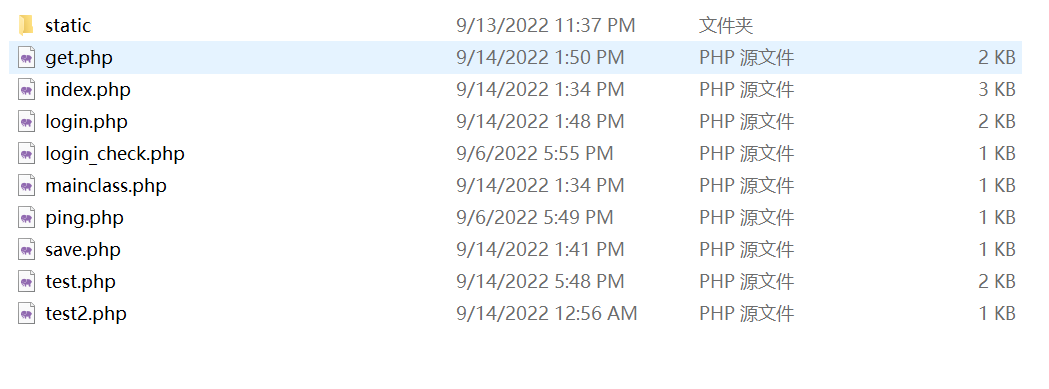 static 9/13/2022 11:37 PM 文件夹
get.php 9/14/2022 1:50 PM PHP 源文件 2 KB
index.php 9/14/2022 1:34 PM PHP 源文件 3 KB
login.php 9/14/2022 1:48 PM PHP 源文件 2 KB
login_check.php 9/6/2022 5:55 PM PHP 源文件 1 KB
mainclass.php 9/14/2022 1:34 PM PHP 源文件 1 KB
ping.php 9/6/2022 5:49 PM PHP 源文件 1 KB
save.php 9/14/2022 1:41 PM PHP 源文件 1 KB
test.php 9/14/2022 5:48 PM PHP 源文件 2 KB
test2.php 9/14/2022 12:56 AM PHP 源文件 1 KB